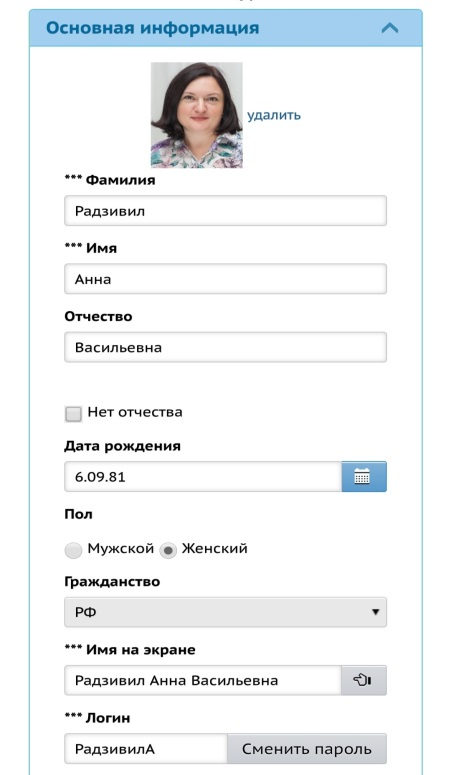 Основная информация
удалить
*** Фамилия
Радзивил
*** Имя
Анна
Отчество
Васильевна
Нет отчества
Дата рождения
6.09.81
Пол
Мужской Женский
Гражданство
РФ
*** Имя на экране
Радзивил Анна Васильевна
*** Логин
РадзивилА Сменить пароль